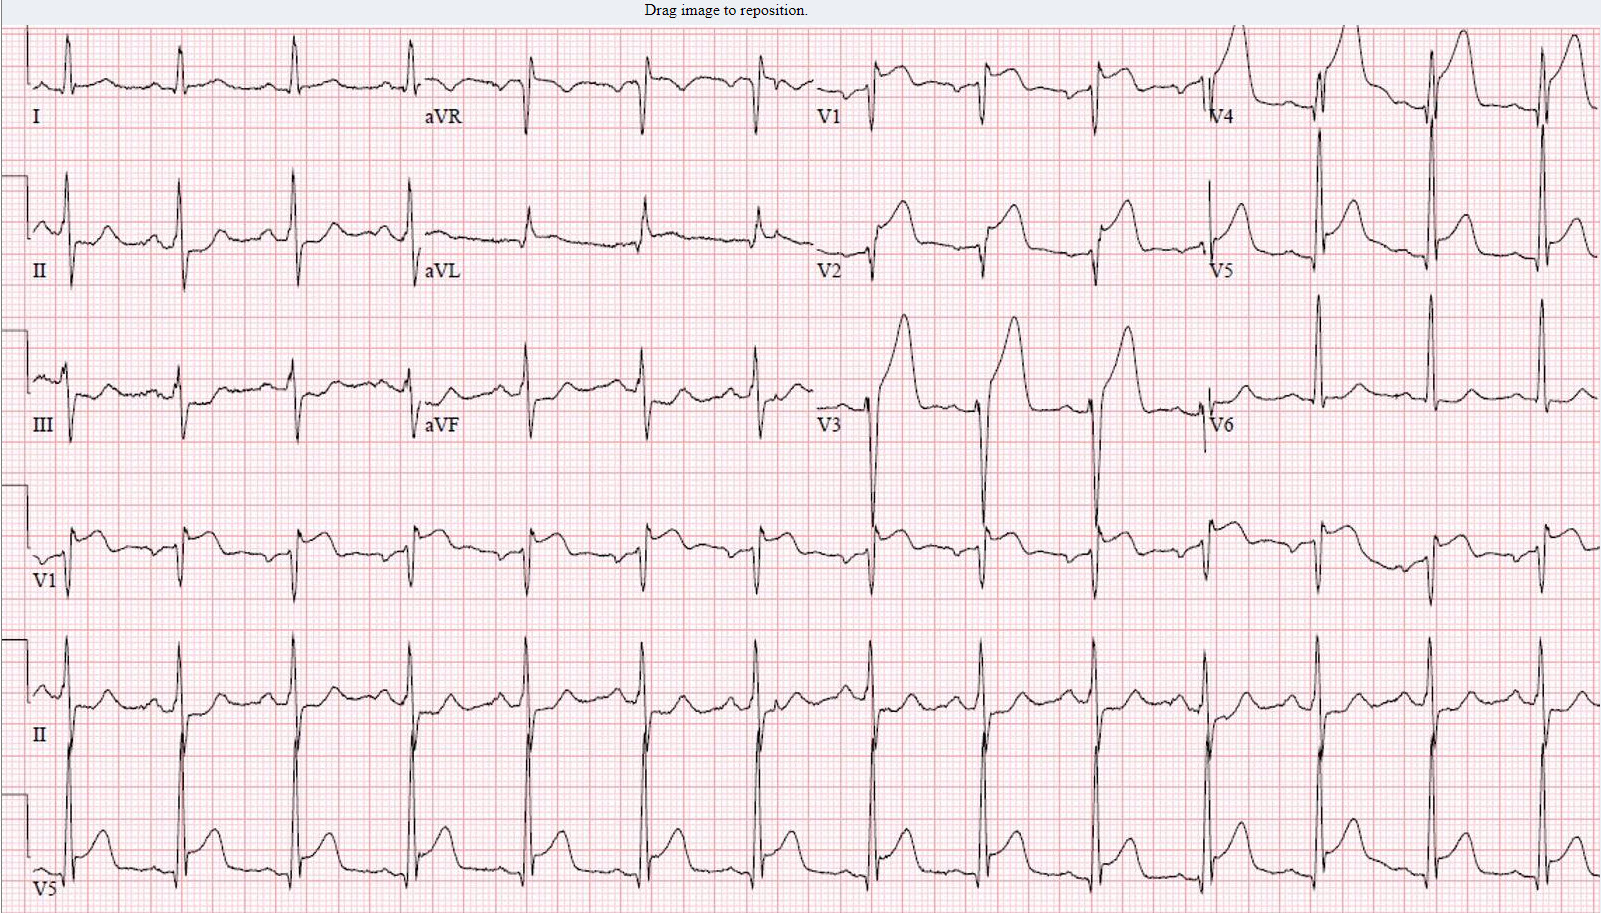 Drag image to reposition.
I
aVR
V1
V4
II
aVL
V2
V5
III
aVF
V3
V6
V1
II
V5